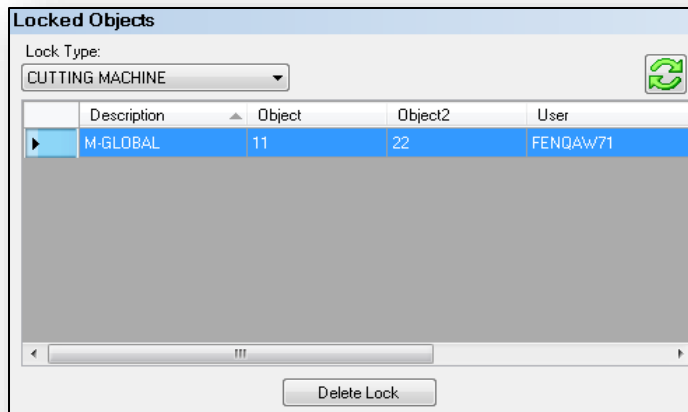 Locked Objects
Lock Type:
CUTTING MACHINE
Description Object Object2 User
M-GLOBAL 11 22 FENQAW71
Delete Lock